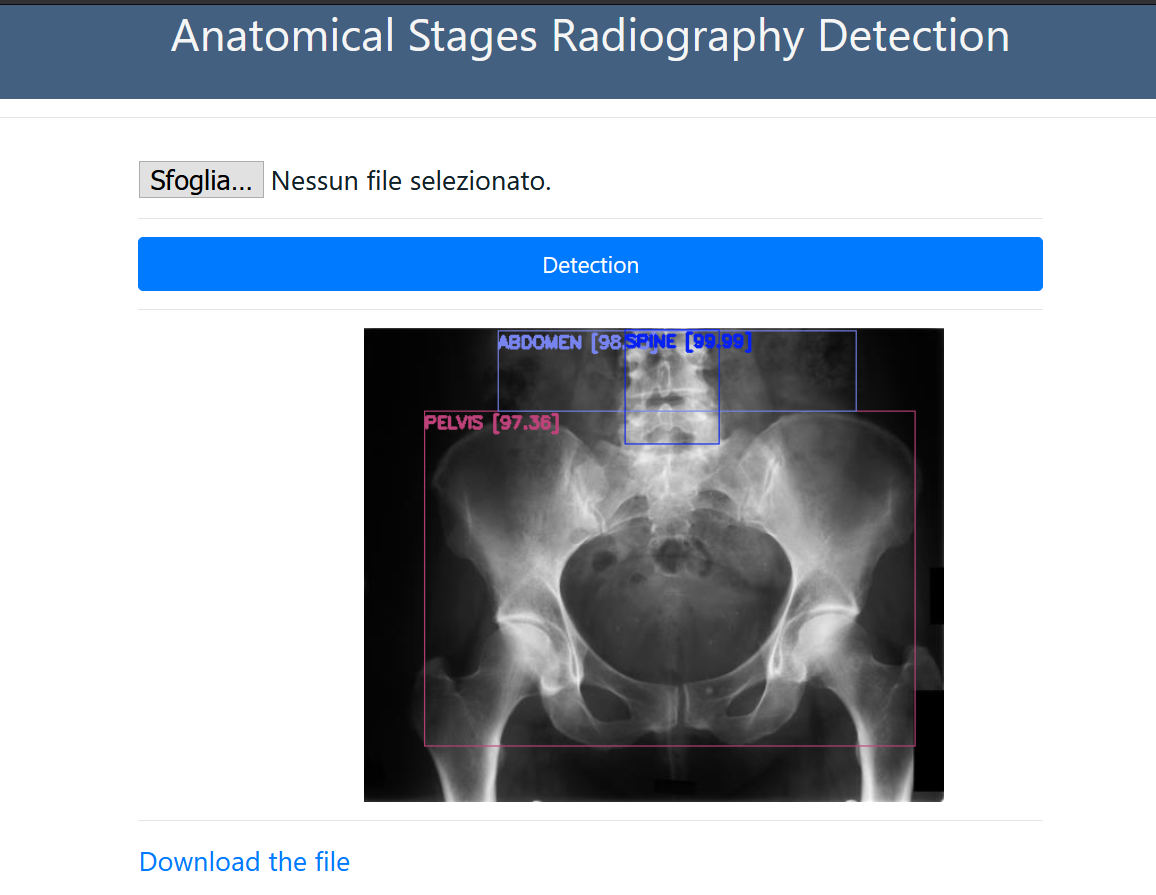 Anatomical Stages Radiography Detection
Sfoglia... Nessun file selezionato.
Detection
ABDOMEN [98. SPINE [99.99]
PELVIS [97.36]
Download the file